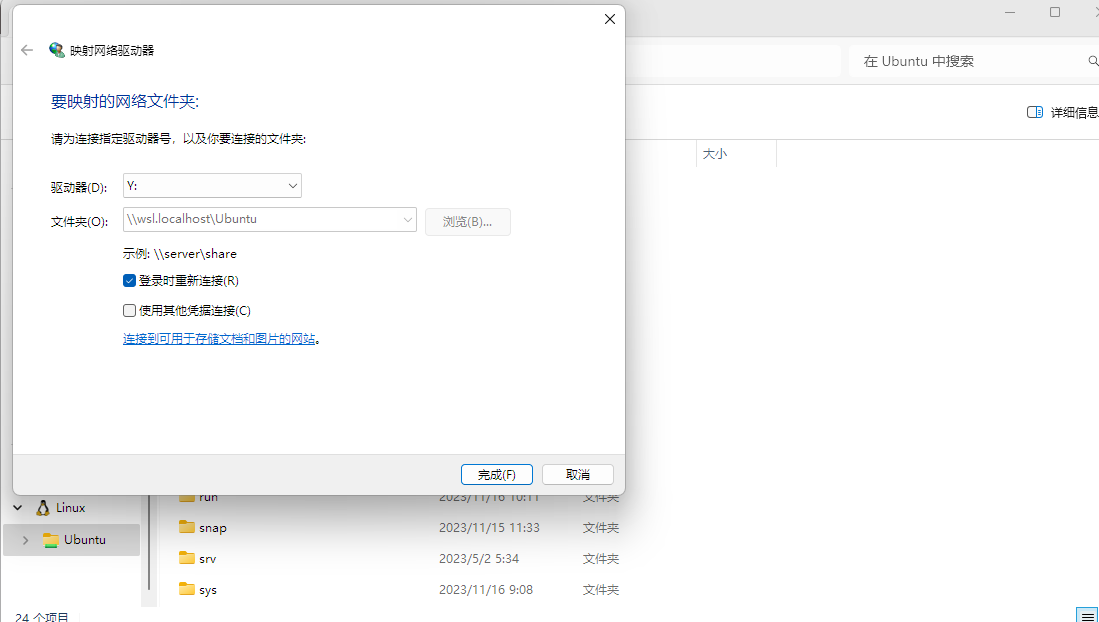 映射网络驱动器
在 Ubuntu 中搜索
要映射的网络文件夹:
详细信息
请为连接指定驱动器号，以及你要连接的文件夹:
大小
驱动器(D): Y:
文件夹(O): \\wsl.localhost\Ubuntu 浏览(B)...
示例: \\server\share
登录时重新连接(R)
使用其他凭据连接(C)
连接到可用于存储文档和图片的网站。
完成(F) 取消
run 2023/11/16 10:11 文件夹
Linux
snap 2023/11/15 11:33 文件夹
Ubuntu
srv 2023/5/2 5:34 文件夹
sys 2023/11/16 9:08 文件夹
24 个项目